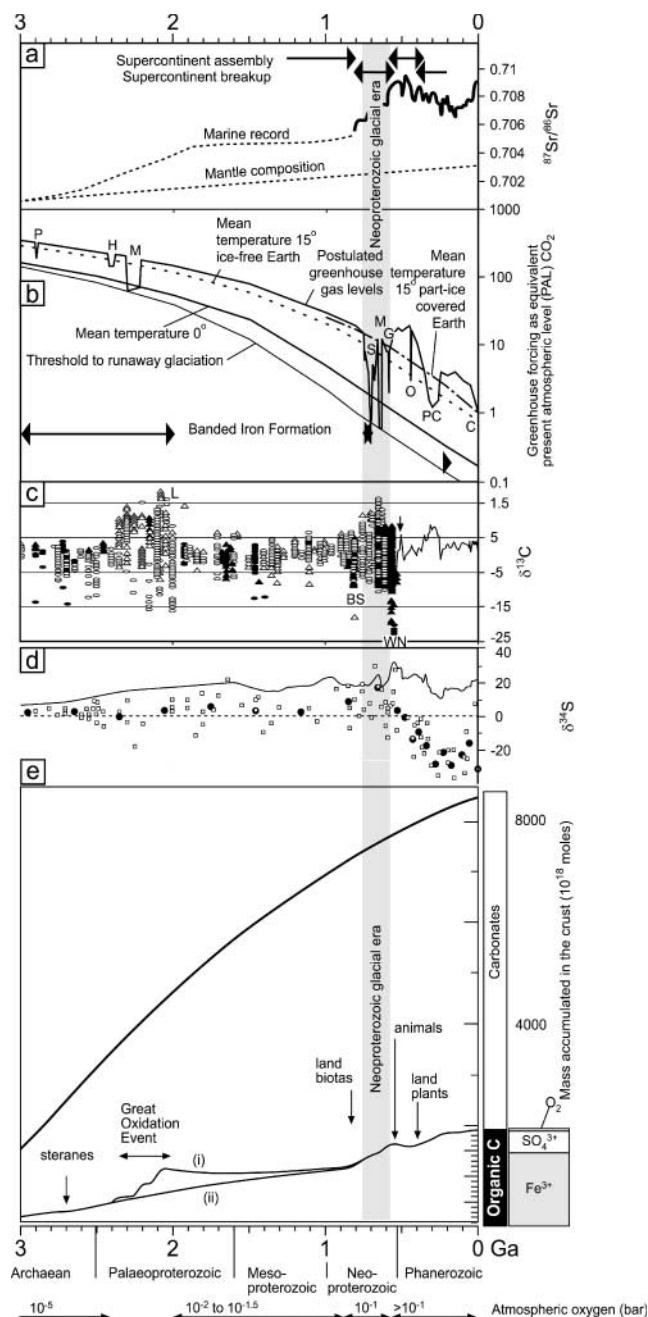 3 2 1 0
a
Supercontinent assembly
Supercontinent breakup
0.71
0.708
0.706
0.704
0.702
⁸⁷Sr/⁸⁶Sr
Marine record
Mantle composition
Neoproterozoic glacial era
1000
100
10
1
0.1
P
H
M
Mean
temperature 15°
ice-free Earth
Postulated
greenhouse
gas levels
Mean
temperature
15° part-ice
covered
Earth
b
M
G
S
Mean temperature 0°
Threshold to runaway glaciation
O
PC
C
Banded Iron Formation
Greenhouse forcing as equivalent
present atmospheric level (PAL) CO₂
c
L
BS
WN
1.5
5
-5
-15
-25
δ¹³C
d
40
20
0
-20
δ³⁴S
e
8000
4000
Carbonates
Mass accumulated in the crust (10¹⁸ moles)
Neoproterozoic glacial era
animals
land
biotas
land
plants
Great
Oxidation
Event
steranes
(i)
(ii)
O₂
SO₄³⁺
Fe³⁺
Organic C
3 2 1 0 Ga
Archaean
Palaeoproterozoic
Meso-
proterozoic
Neo-
proterozoic
Phanerozoic
10⁻⁵
10⁻² to 10⁻¹·⁵
10⁻¹
>10⁻¹
Atmospheric oxygen (bar)